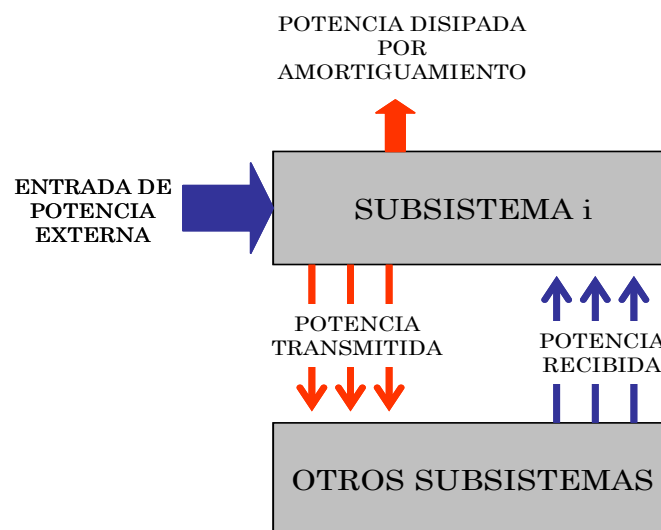 POTENCIA DISIPADA
POR
AMORTIGUAMIENTO
ENTRADA DE
POTENCIA
EXTERNA
SUBSISTEMA i
POTENCIA
TRANSMITIDA
POTENCIA
RECIBIDA
OTROS SUBSISTEMAS